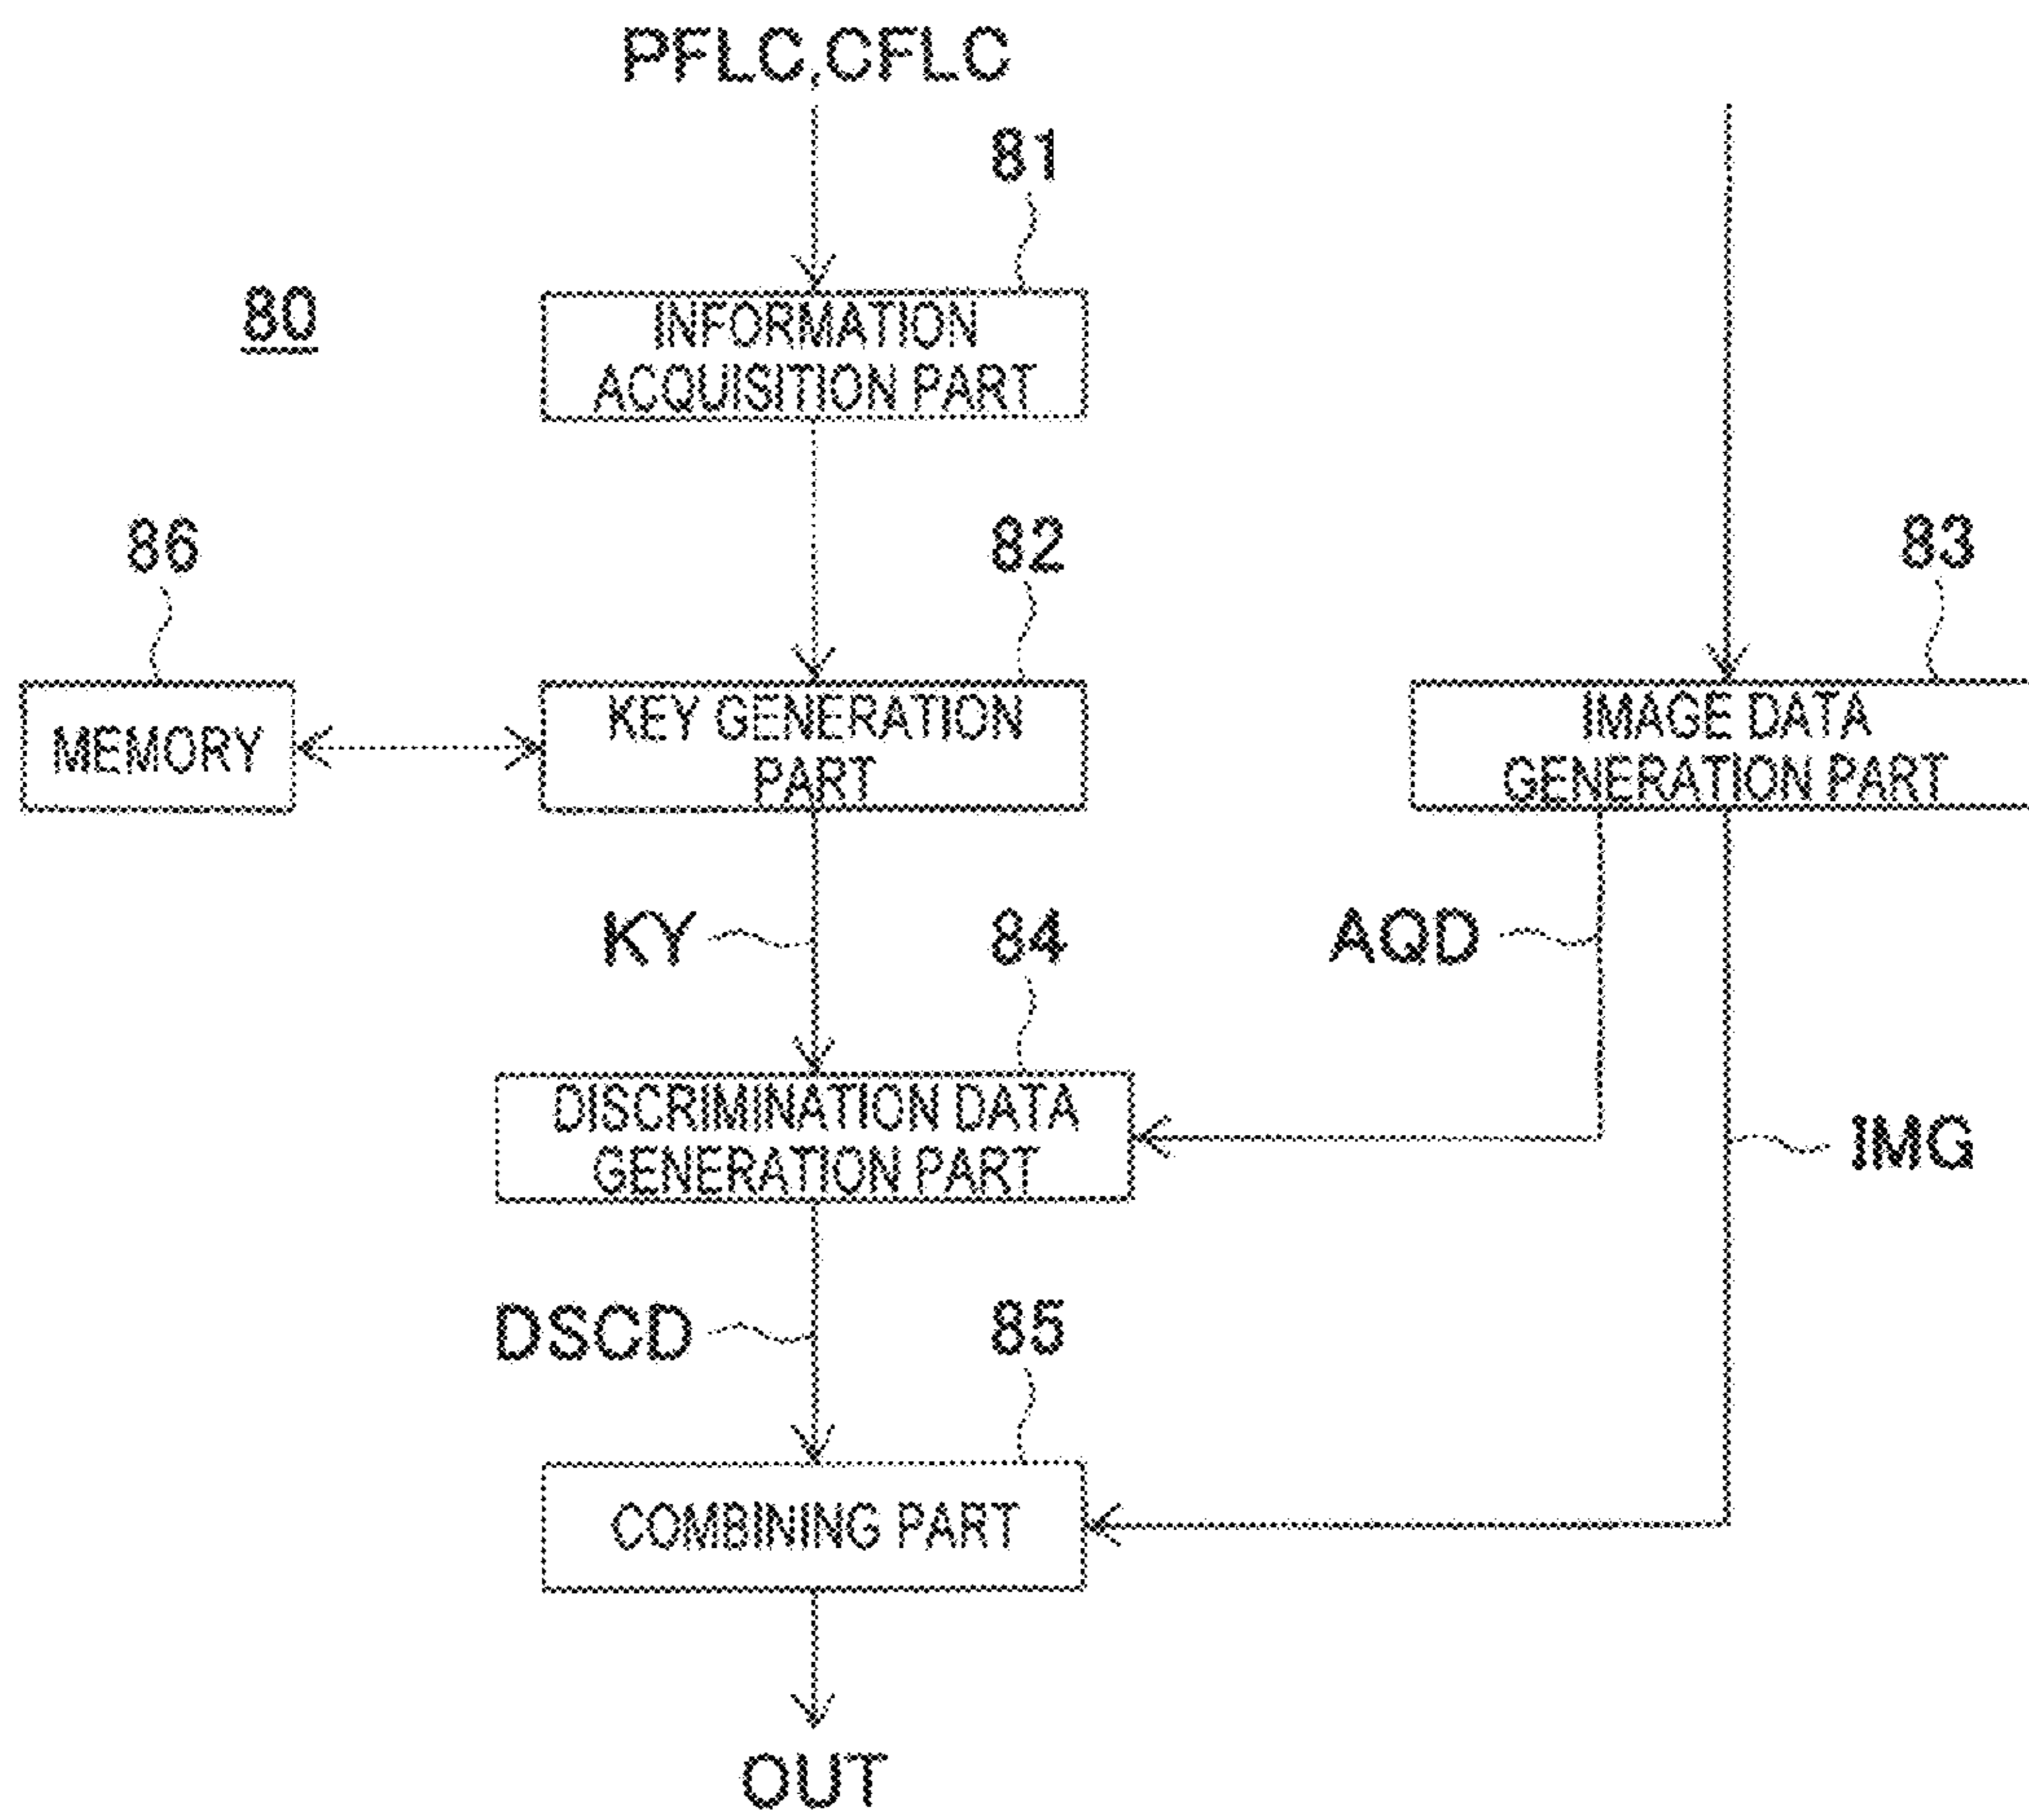 PFLC,CFLC
81
80
INFORMATION
ACQUISITION PART
86
82
83
MEMORY
KEY GENERATION
PART
IMAGE DATA
GENERATION PART
KY
84
AQD
DISCRIMINATION DATA
GENERATION PART
IMG
DSCD
85
COMBINING PART
OUT